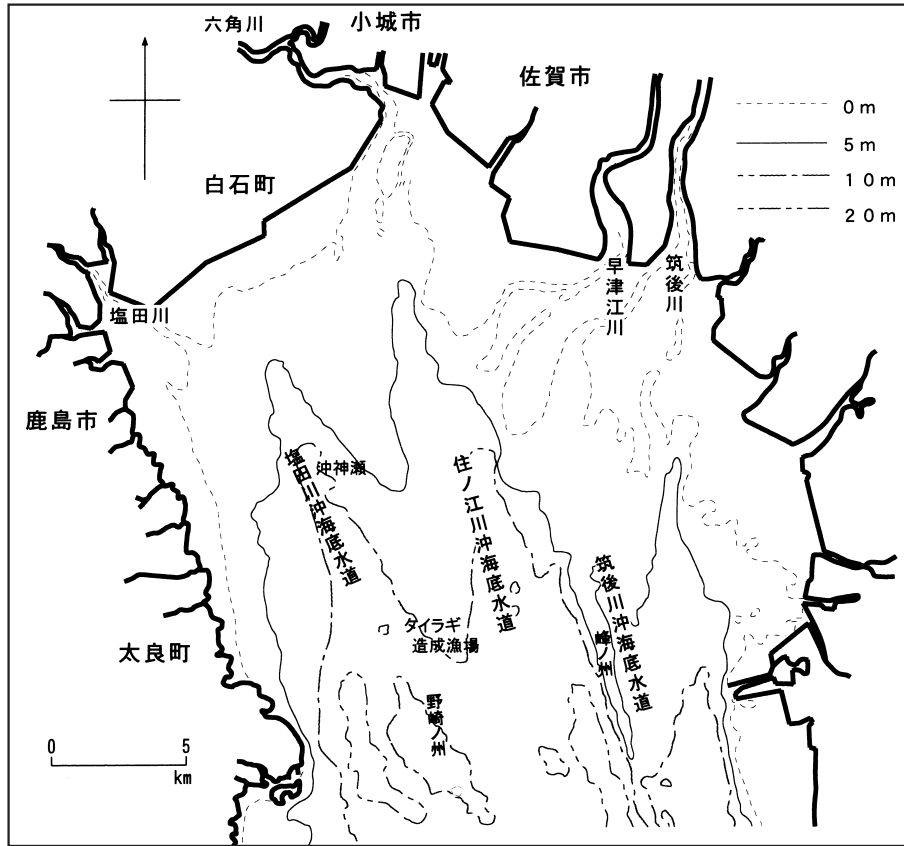 六角川
小城市
佐賀市
0m
5m
10m
20m
白石町
早津江川
筑後川
塩田川
鹿島市
沖神瀬
塩田川沖海底水道
住ノ江川沖海底水道
筑後川沖海底水道
峰ノ州
タイラギ
造成漁場
太良町
野崎ノ州
0
5
km